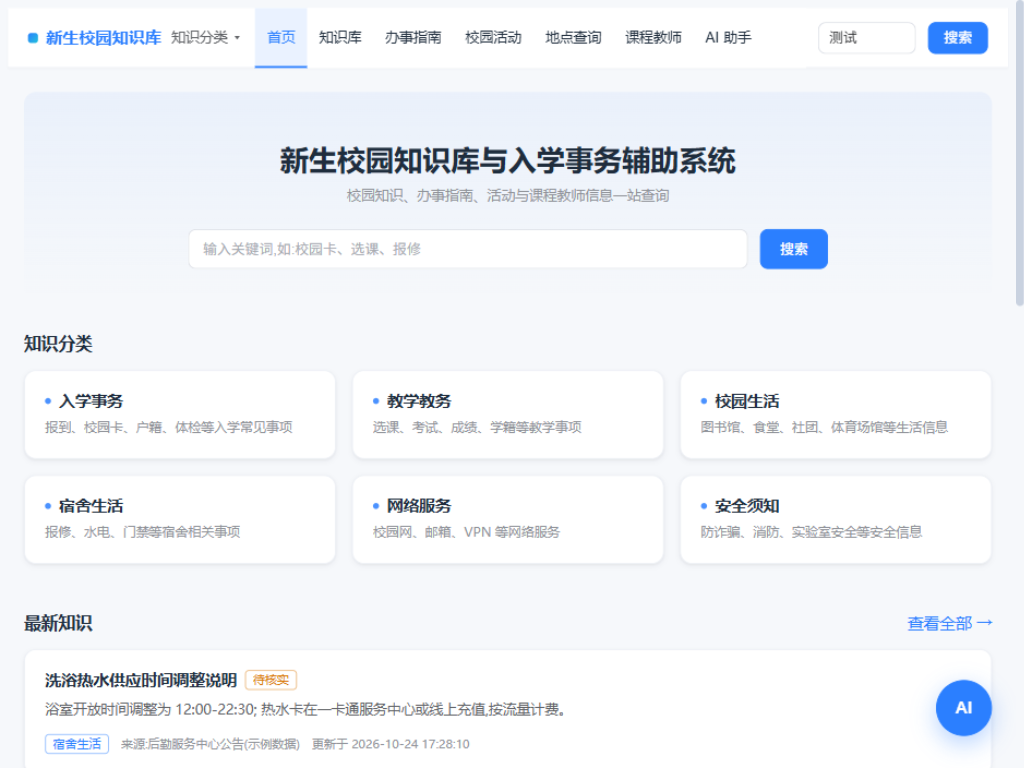 新生校园知识库 知识分类 首页 知识库 办事指南 校园活动 地点查询 课程教师 AI 助手 测试 搜索
新生校园知识库与入学事务辅助系统
校园知识、办事指南、活动与课程教师信息一站查询
输入关键词,如:校园卡、选课、报修 搜索
知识分类
入学事务 教学教务 校园生活
报到、校园卡、户籍、体检等入学常见事项 选课、考试、成绩、学籍等教学事项 图书馆、食堂、社团、体育场馆等生活信息
宿舍生活 网络服务 安全须知
报修、水电、门禁等宿舍相关事项 校园网、邮箱、VPN 等网络服务 防诈骗、消防、实验室安全等安全信息
最新知识 查看全部 →
洗浴热水供应时间调整说明 待核实
浴室开放时间调整为 12:00-22:30; 热水卡在一卡通服务中心或线上充值,按流量计费。
AI
宿舍生活 来源:后勤服务中心公告(示例数据) 更新于 2026-10-24 17:28:10